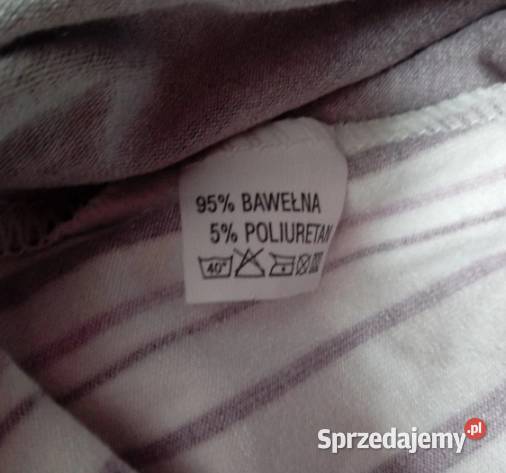 95% BAWEŁNA
5% POLIURETAN
40°
Sprzedajemy.pl